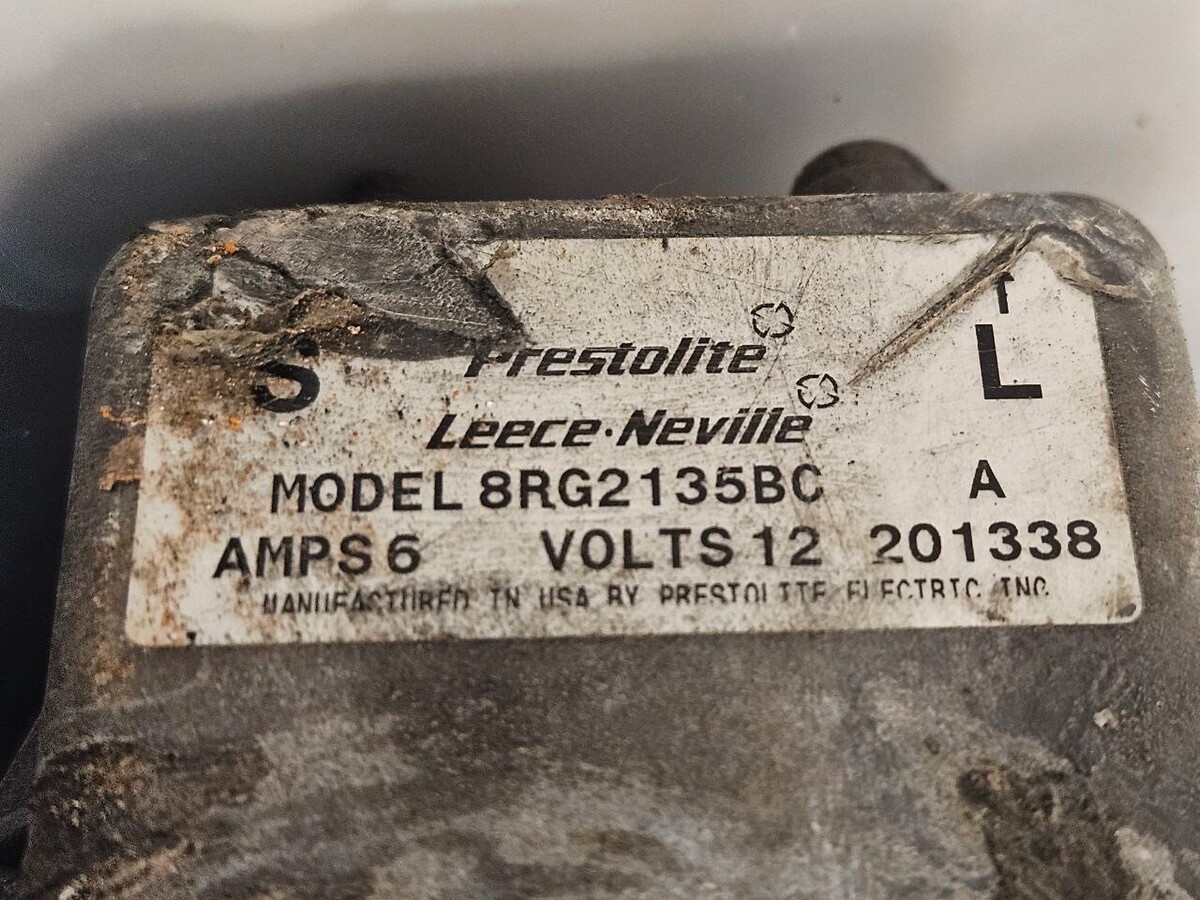 Prestolite
S L
Leece·Neville
MODEL 8RG2135BC A
AMPS 6 VOLTS 12 201338
MANUFACTURED IN USA BY PRESTOLITE ELECTRIC INC.